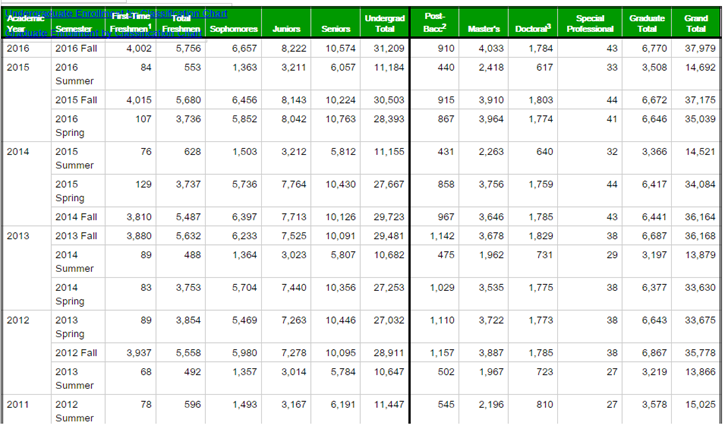 Undergraduate Enrollment by Classification Chart
Academic Year Semester First-Time Freshmen1 Total Freshmen Sophomores Juniors Seniors Undergrad Total Post-Bacc2 Master's Doctoral3 Special Professional Graduate Total Grand Total
2016 2016 Fall 4,002 5,756 6,657 8,222 10,574 31,209 910 4,033 1,784 43 6,770 37,979
2015 2016 Summer 84 553 1,363 3,211 6,057 11,184 440 2,418 617 33 3,508 14,692
2015 Fall 4,015 5,680 6,456 8,143 10,224 30,503 915 3,910 1,803 44 6,672 37,175
2016 Spring 107 3,736 5,852 8,042 10,763 28,393 867 3,964 1,774 41 6,646 35,039
2014 2015 Summer 76 628 1,503 3,212 5,812 11,155 431 2,263 640 32 3,366 14,521
2015 Spring 129 3,737 5,736 7,764 10,430 27,667 858 3,756 1,759 44 6,417 34,084
2014 Fall 3,810 5,487 6,397 7,713 10,126 29,723 967 3,646 1,785 43 6,441 36,164
2013 2013 Fall 3,880 5,632 6,233 7,525 10,091 29,481 1,142 3,678 1,829 38 6,687 36,168
2014 Summer 89 488 1,364 3,023 5,807 10,682 475 1,962 731 29 3,197 13,879
2014 Spring 83 3,753 5,704 7,440 10,356 27,253 1,029 3,535 1,775 38 6,377 33,630
2012 2013 Spring 89 3,854 5,469 7,263 10,446 27,032 1,110 3,722 1,773 38 6,643 33,675
2012 Fall 3,937 5,558 5,980 7,278 10,095 28,911 1,157 3,887 1,785 38 6,867 35,778
2013 Summer 68 492 1,357 3,014 5,784 10,647 502 1,967 723 27 3,219 13,866
2011 2012 Summer 78 596 1,493 3,167 6,191 11,447 545 2,196 810 27 3,578 15,025